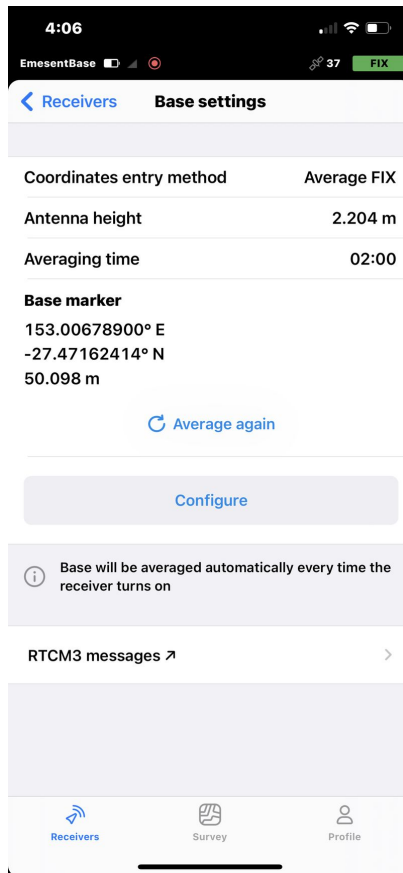 4:06
EmesentBase
37 FIX
Receivers Base settings
Coordinates entry method Average FIX
Antenna height 2.204 m
Averaging time 02:00
Base marker
153.00678900° E
-27.47162414° N
50.098 m
Average again
Configure
Base will be averaged automatically every time the
receiver turns on
RTCM3 messages ↗
Receivers Survey Profile